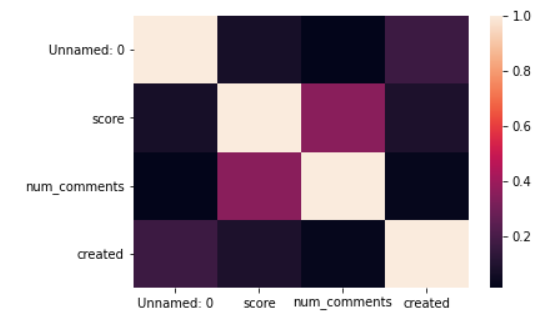 Unnamed: 0
score
num_comments
created
Unnamed: 0 score num_comments created
1.0
0.8
0.6
0.4
0.2